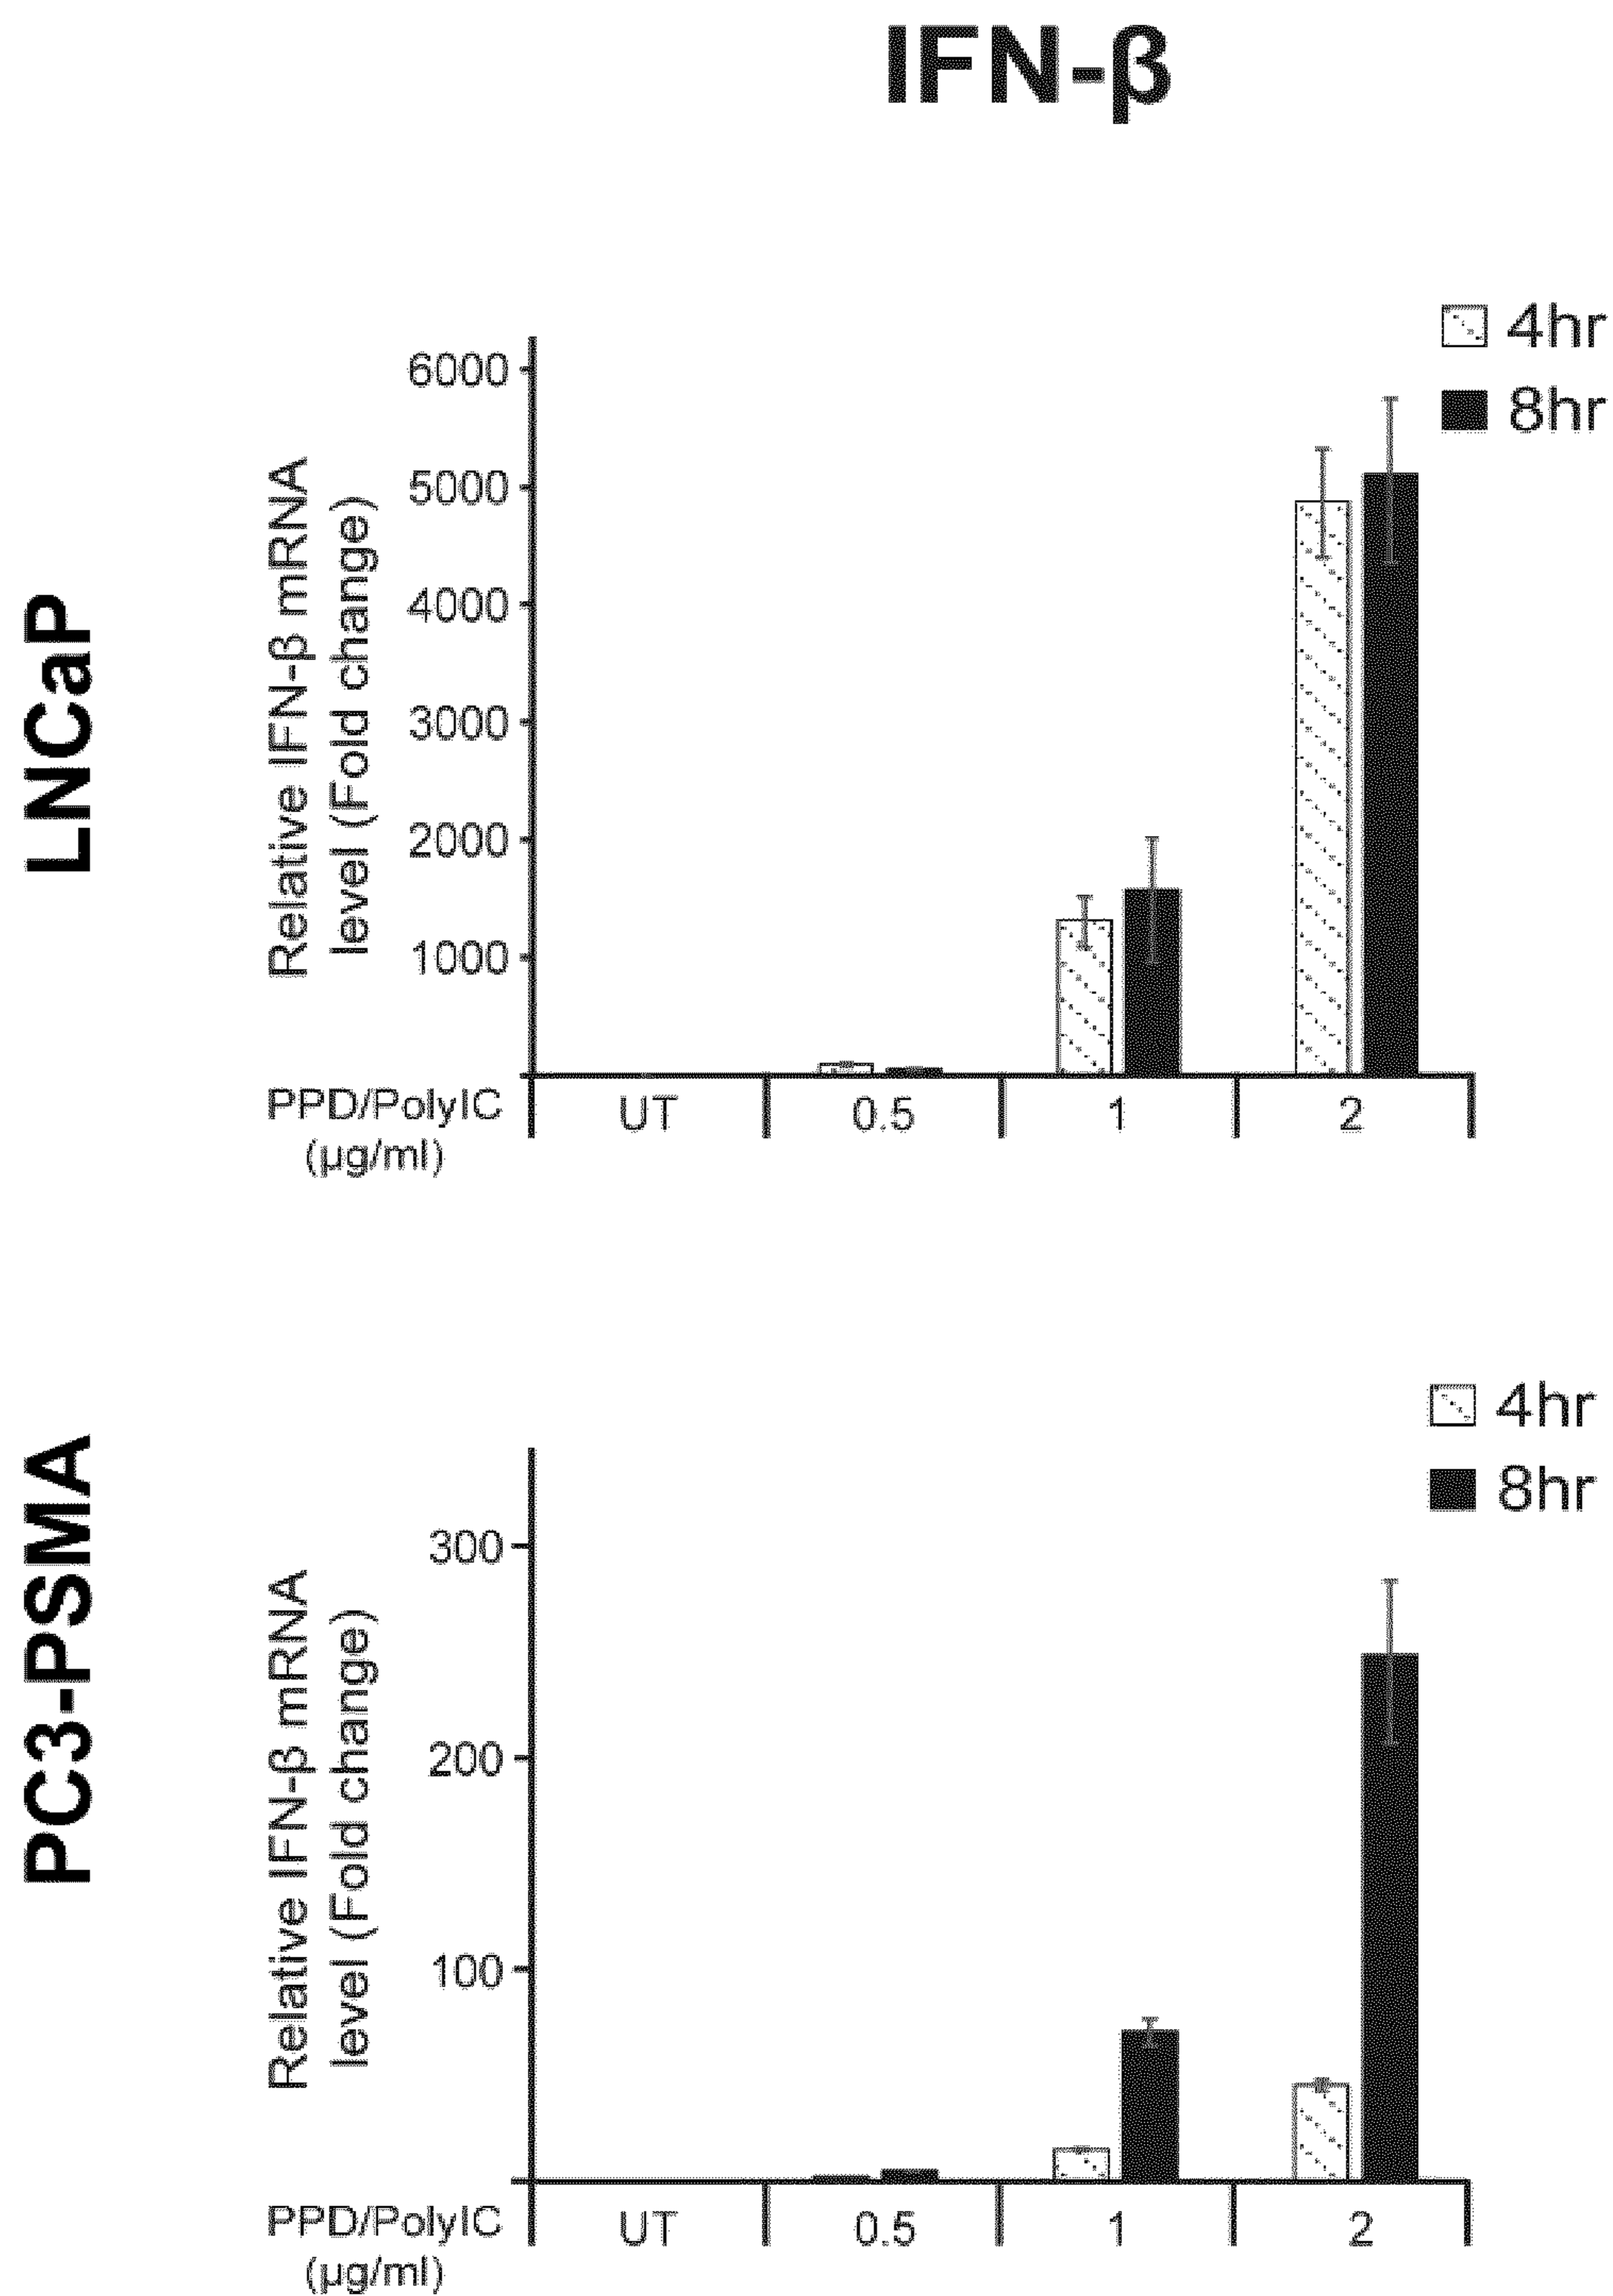 IFN-β
LNCaP
Relative IFN-β mRNA
level (Fold change)
4hr
8hr
6000
5000
4000
3000
2000
1000
PPD/PolyIC
(µg/ml)
UT 0.5 1 2
PC3-PSMA
Relative IFN-β mRNA
level (Fold change)
4hr
8hr
300
200
100
PPD/PolyIC
(µg/ml)
UT 0.5 1 2